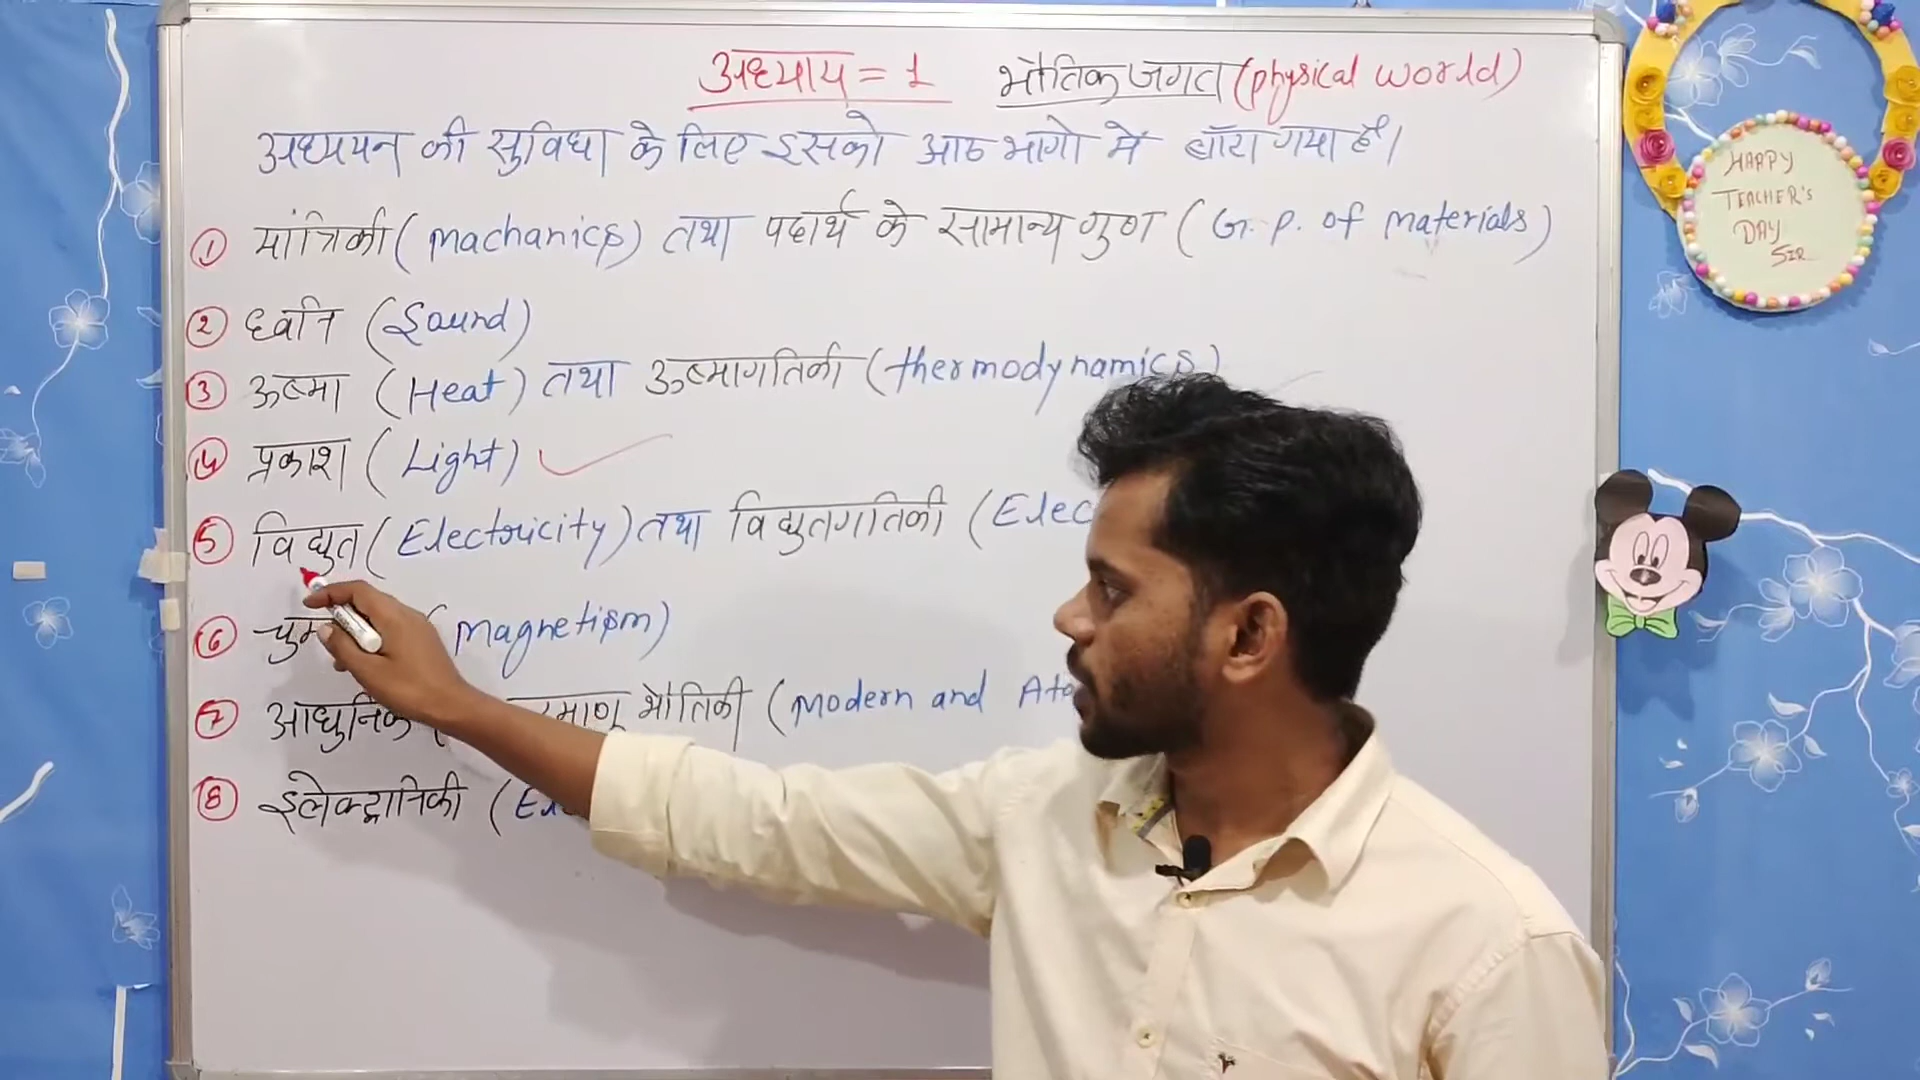 अध्याय = 1 भौतिक जगत (physical world)
अध्ययन की सुविधा के लिए इसको आठ भागो में बाँटा गया है।
① यांत्रिकी (machanics) तथा पदार्थ के सामान्य गुण (G. P. of materials)
② ध्वनि (Sound)
③ ऊष्मा (Heat) तथा ऊष्मागतिकी (thermodynamics)
④ प्रकाश (Light)
⑤ विद्युत (Electricity) तथा विद्युतगतिकी (Elec
⑥ (Magnetism)
⑦ आधुनिक भौतिकी (Modern and
⑧ इलेक्ट्रानिकी (
HAPPY
TEACHER'S
DAY
SIR